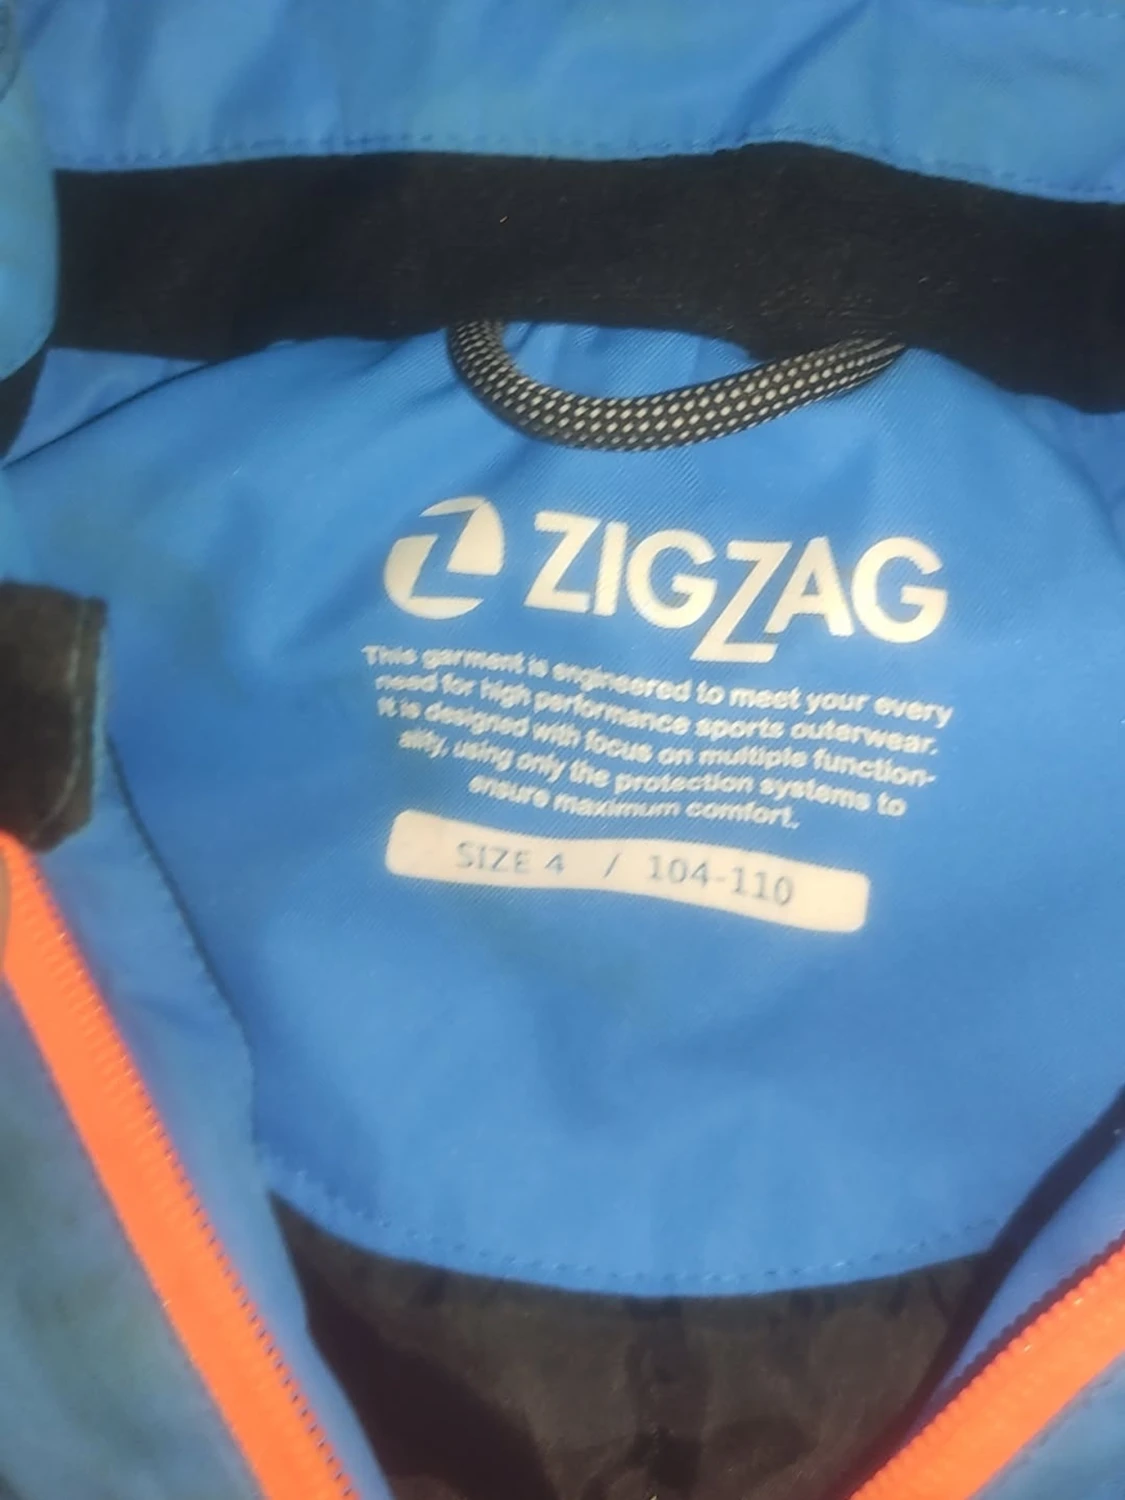 Z ZIGZAG
This garment is engineered to meet your every
need for high performance sports outerwear.
It is designed with focus on multiple function-
ality, using only the protection systems to
ensure maximum comfort.
SIZE 4 / 104-110